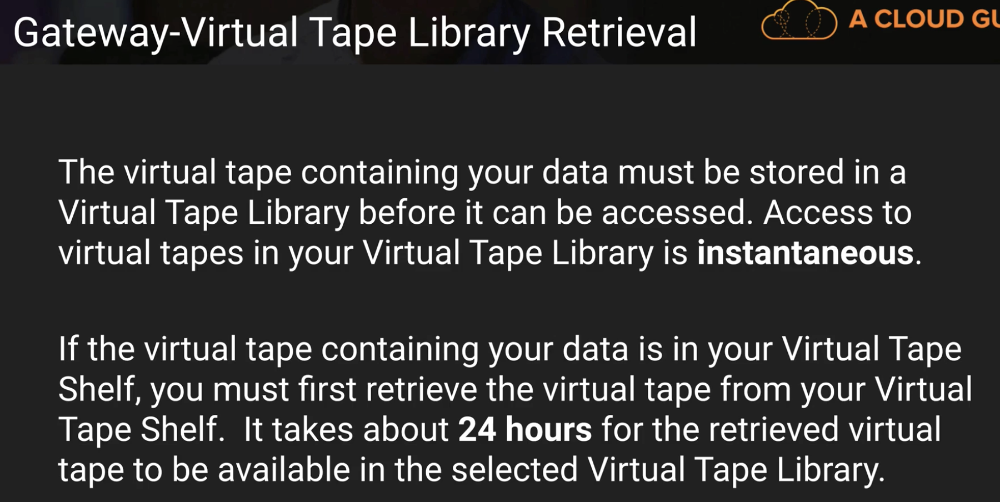 Gateway-Virtual Tape Library Retrieval
A CLOUD GU
The virtual tape containing your data must be stored in a
Virtual Tape Library before it can be accessed. Access to
virtual tapes in your Virtual Tape Library is instantaneous.
If the virtual tape containing your data is in your Virtual Tape
Shelf, you must first retrieve the virtual tape from your Virtual
Tape Shelf.  It takes about 24 hours for the retrieved virtual
tape to be available in the selected Virtual Tape Library.